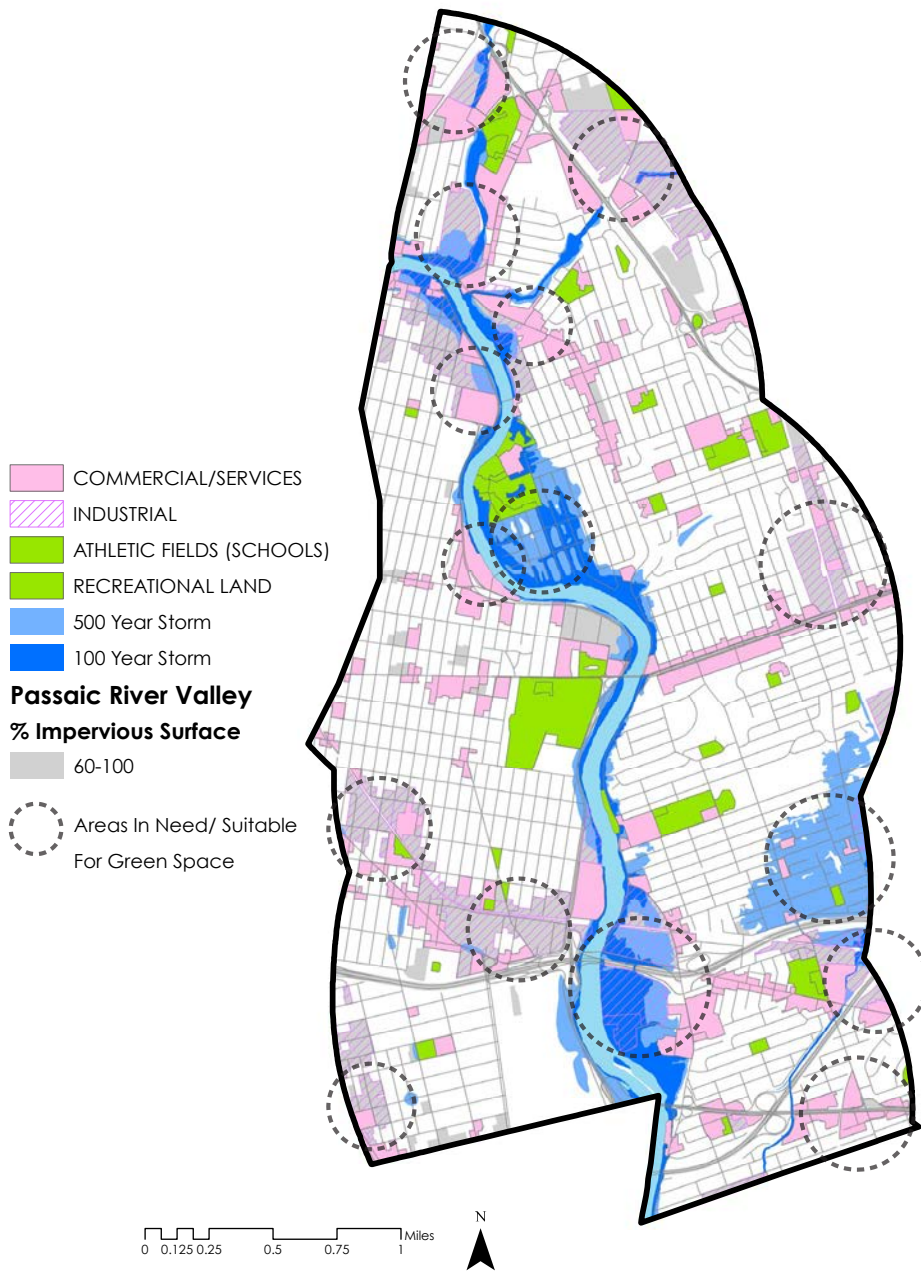 COMMERCIAL/SERVICES
INDUSTRIAL
ATHLETIC FIELDS (SCHOOLS)
RECREATIONAL LAND
500 Year Storm
100 Year Storm
Passaic River Valley
% Impervious Surface
60-100
Areas In Need/ Suitable
For Green Space
Miles
0 0.125 0.25 0.5 0.75 1
N